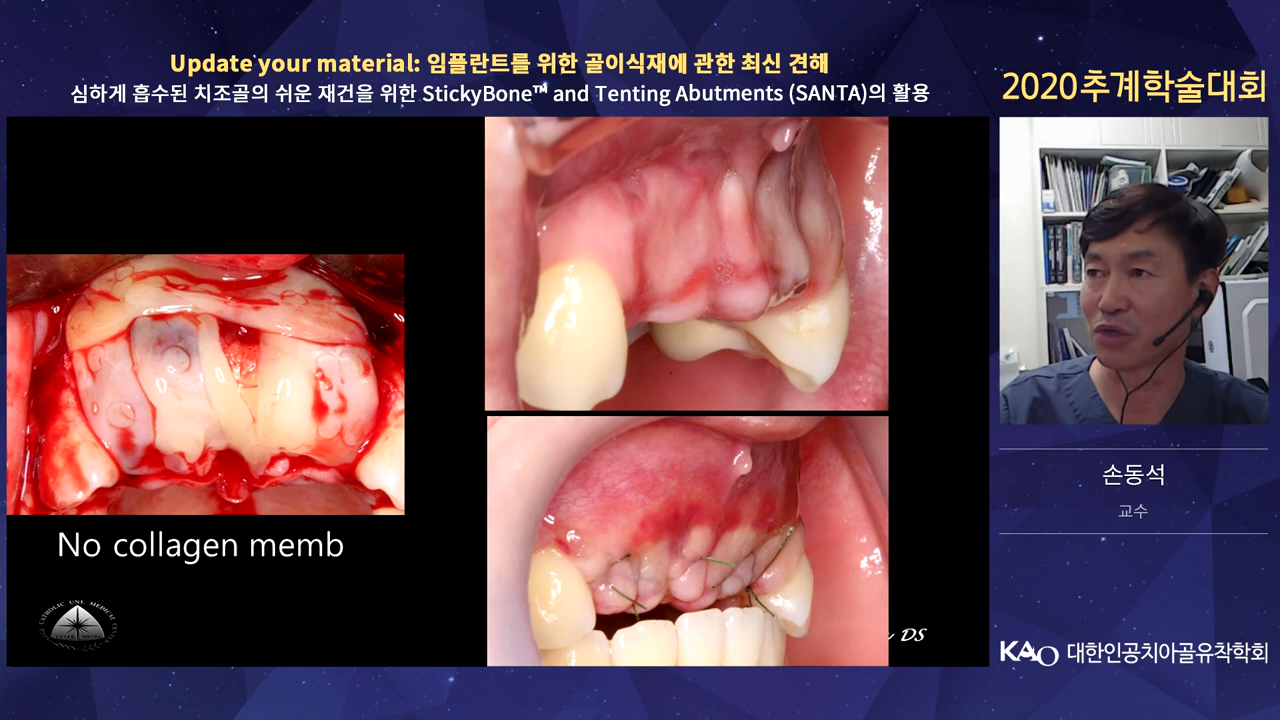 Update your material: 임플란트를 위한 골이식재에 관한 최신 견해
심하게 흡수된 치조골의 쉬운 재건을 위한 StickyBone™ and Tenting Abutments (SANTA)의 활용
2020추계학술대회
No collagen memb
DS
손동석
교수
KAO 대한인공치아골유착학회